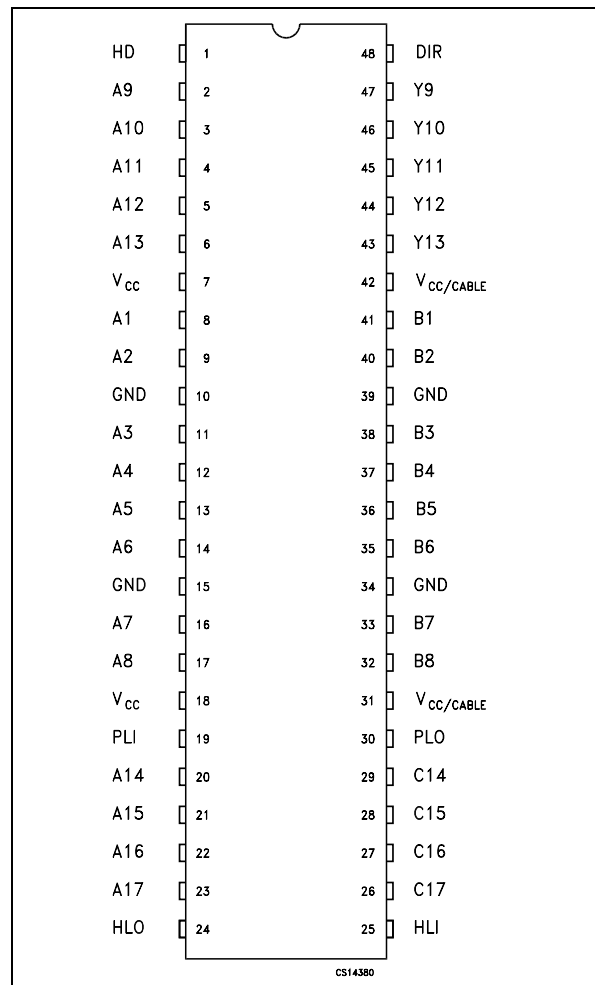 HD 1 48 DIR
A9 2 47 Y9
A10 3 46 Y10
A11 4 45 Y11
A12 5 44 Y12
A13 6 43 Y13
VCC 7 42 VCC/CABLE
A1 8 41 B1
A2 9 40 B2
GND 10 39 GND
A3 11 38 B3
A4 12 37 B4
A5 13 36 B5
A6 14 35 B6
GND 15 34 GND
A7 16 33 B7
A8 17 32 B8
VCC 18 31 VCC/CABLE
PLI 19 30 PLO
A14 20 29 C14
A15 21 28 C15
A16 22 27 C16
A17 23 26 C17
HLO 24 25 HLI
CS14380